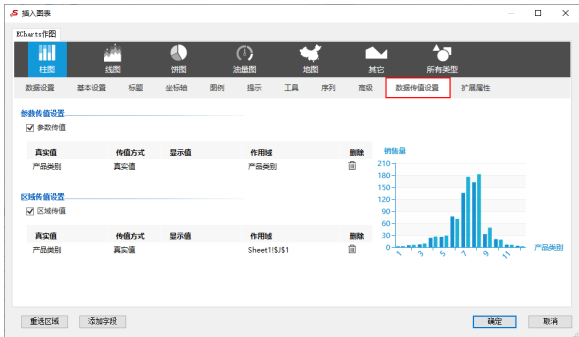 插入图表
ECharts作图
柱图 线图 饼图 油量图 地图 其它 所有类型
数据设置 基本设置 标题 坐标轴 图例 提示 工具 序列 高级 数据传值设置 扩展属性
参数传值设置
参数传值
真实值 传值方式 显示值 作用域 删除
产品类别 真实值 产品类别
区域传值设置
区域传值
真实值 传值方式 显示值 作用域 删除
产品类别 真实值 Sheet1!$J$1
销售量
210
180
150
120
90
60
30
0
1 3 5 7 9 11
产品类别
重选区域 添加字段 确定 取消